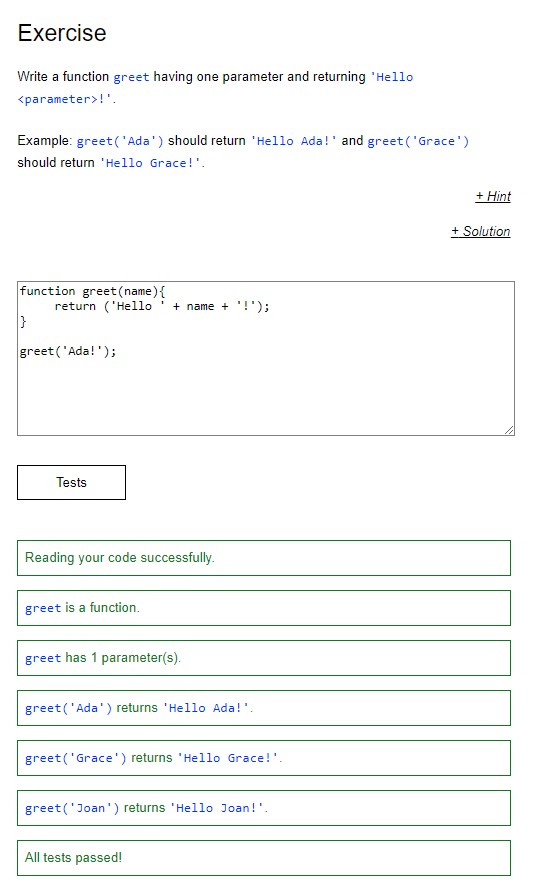 Exercise
Write a function greet having one parameter and returning 'Hello
<parameter>!'.
Example: greet('Ada') should return 'Hello Ada!' and greet('Grace')
should return 'Hello Grace!'.
+ Hint
+ Solution
function greet(name){
     return ('Hello ' + name + '!');
}
greet('Ada!');
Tests
Reading your code successfully.
greet is a function.
greet has 1 parameter(s).
greet('Ada') returns 'Hello Ada!'.
greet('Grace') returns 'Hello Grace!'.
greet('Joan') returns 'Hello Joan!'.
All tests passed!